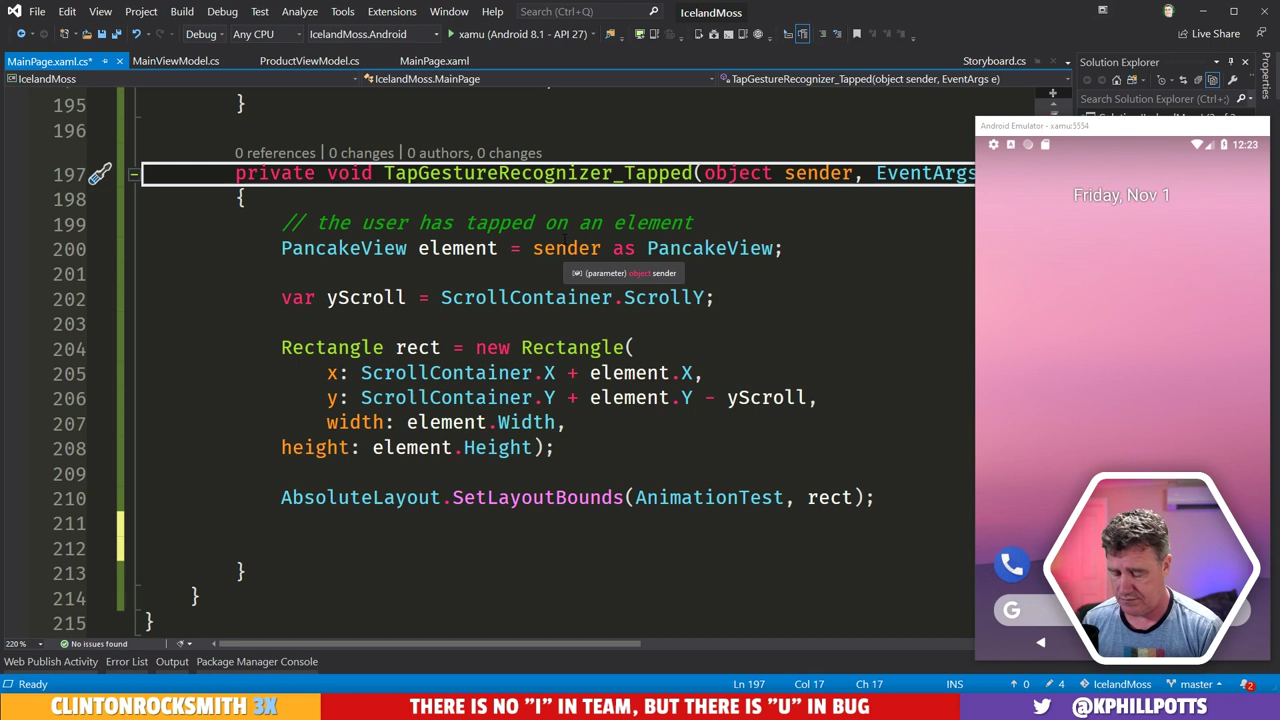 File Edit View Git Project Build Debug Test Analyze Tools Extensions Window Help Search (Ctrl+Q) IcelandMoss
Debug Any CPU IcelandMoss.Android xamu (Android 8.1 - API 27) Live Share
MainPage.xaml.cs* MainViewModel.cs ProductViewModel.cs MainPage.xaml Storyboard.cs Solution Explorer
IcelandMoss IcelandMoss.MainPage TapGestureRecognizer_Tapped(object sender, EventArgs e)
Search Solution Explorer (Ctrl+;)
Properties
Android Emulator - xamu:5554
12:23
Friday, Nov 1
195 }
196
0 references | 0 changes | 0 authors, 0 changes
197 private void TapGestureRecognizer_Tapped(object sender, EventArgs
198 {
199 // the user has tapped on an element
200 PancakeView element = sender as PancakeView;
201 (parameter) object sender
202 var yScroll = ScrollContainer.ScrollY;
203
204 Rectangle rect = new Rectangle(
205 x: ScrollContainer.X + element.X,
206 y: ScrollContainer.Y + element.Y - yScroll,
207 width: element.Width,
208 height: element.Height);
209
210 AbsoluteLayout.SetLayoutBounds(AnimationTest, rect);
211
212
213 }
214 }
215 }
G
220 % No issues found
Web Publish Activity Error List Output Package Manager Console
Ready Ln 197 Col 17 Ch 17 INS 0 4 IcelandMoss master 2
CLINTONROCKSMITH 3X THERE IS NO "I" IN TEAM, BUT THERE IS "U" IN BUG @KPHILLPOTTS